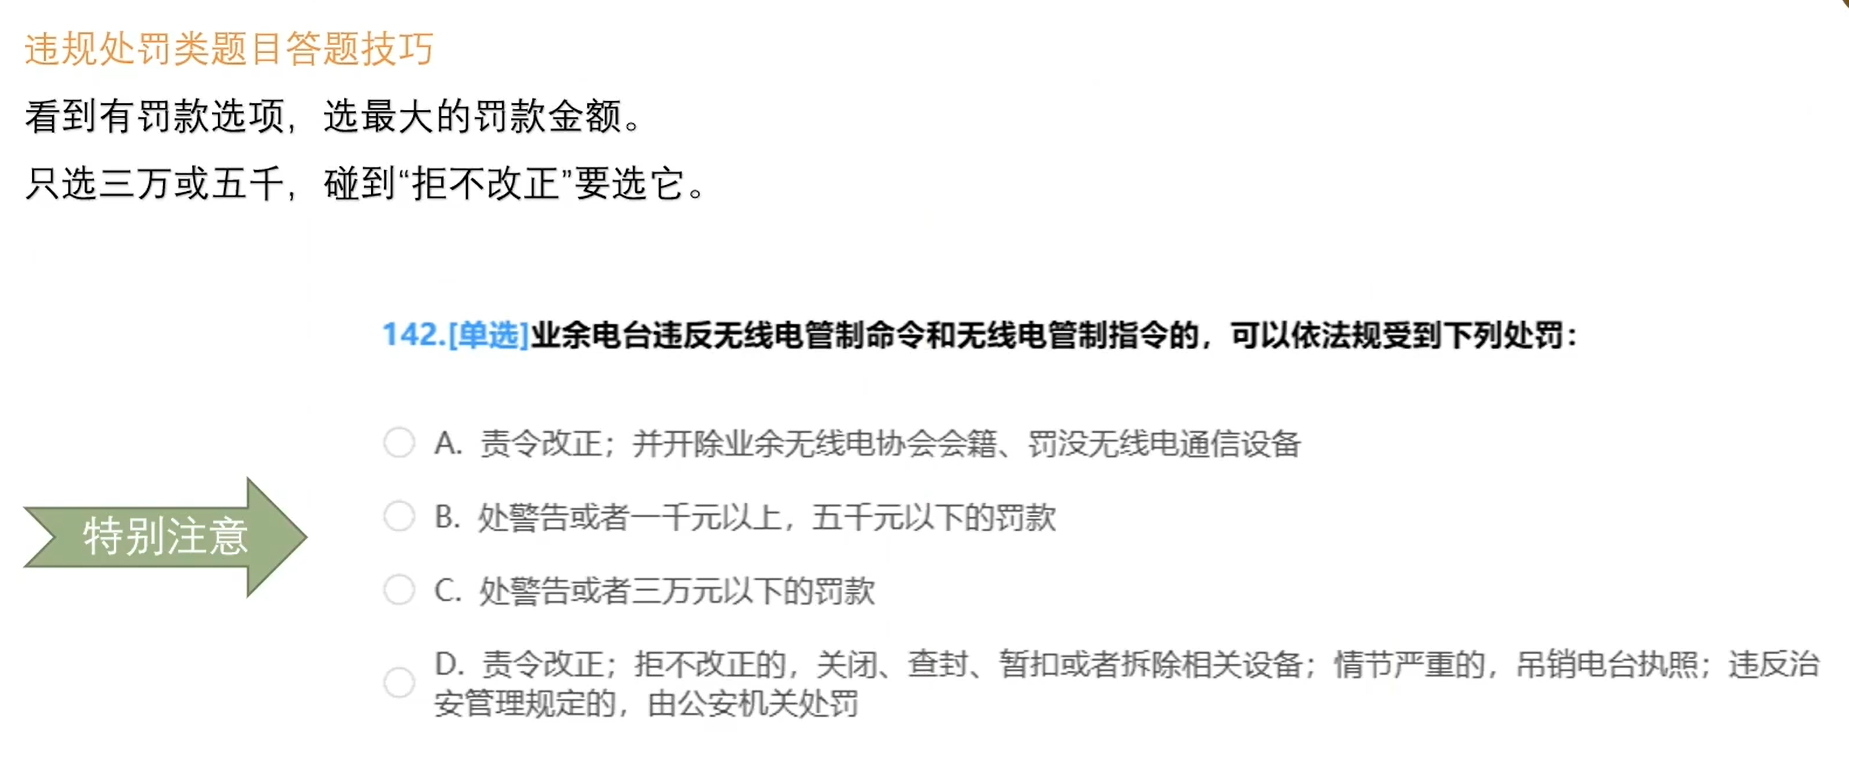 违规处罚类题目答题技巧
看到有罚款选项，选最大的罚款金额。
只选三万或五千，碰到“拒不改正”要选它。
142.[单选]业余电台违反无线电管制命令和无线电管制指令的，可以依法规受到下列处罚：
A. 责令改正；并开除业余无线电协会会籍、罚没无线电通信设备
特别注意
B. 处警告或者一千元以上，五千元以下的罚款
C. 处警告或者三万元以下的罚款
D. 责令改正；拒不改正的，关闭、查封、暂扣或者拆除相关设备；情节严重的，吊销电台执照；违反治
安管理规定的，由公安机关处罚